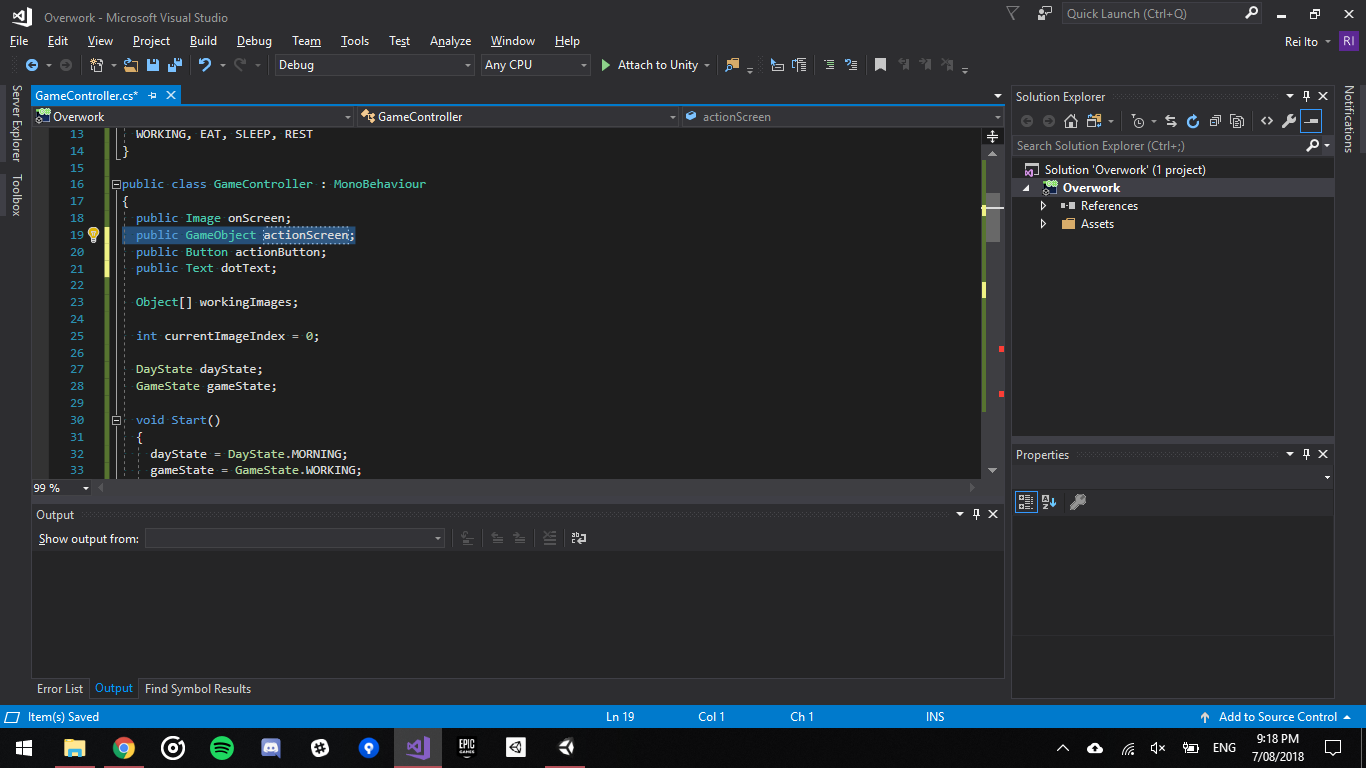 Overwork - Microsoft Visual Studio
Quick Launch (Ctrl+Q)
File Edit View Project Build Debug Team Tools Test Analyze Window Help
Rei Ito RI
Debug Any CPU Attach to Unity
Server Explorer
Toolbox
GameController.cs*
Overwork GameController actionScreen
13 WORKING, EAT, SLEEP, REST
14 }
15
16 public class GameController : MonoBehaviour
17 {
18 public Image onScreen;
19 public GameObject actionScreen;
20 public Button actionButton;
21 public Text dotText;
22
23 Object[] workingImages;
24
25 int currentImageIndex = 0;
26
27 DayState dayState;
28 GameState gameState;
29
30 void Start()
31 {
32 dayState = DayState.MORNING;
33 gameState = GameState.WORKING;
99 %
Output
Show output from:
Error List Output Find Symbol Results
Solution Explorer
Search Solution Explorer (Ctrl+;)
Solution 'Overwork' (1 project)
Overwork
References
Assets
Properties
Notifications
Item(s) Saved Ln 19 Col 1 Ch 1 INS Add to Source Control
EPIC
GAMES
ENG
9:18 PM
7/08/2018